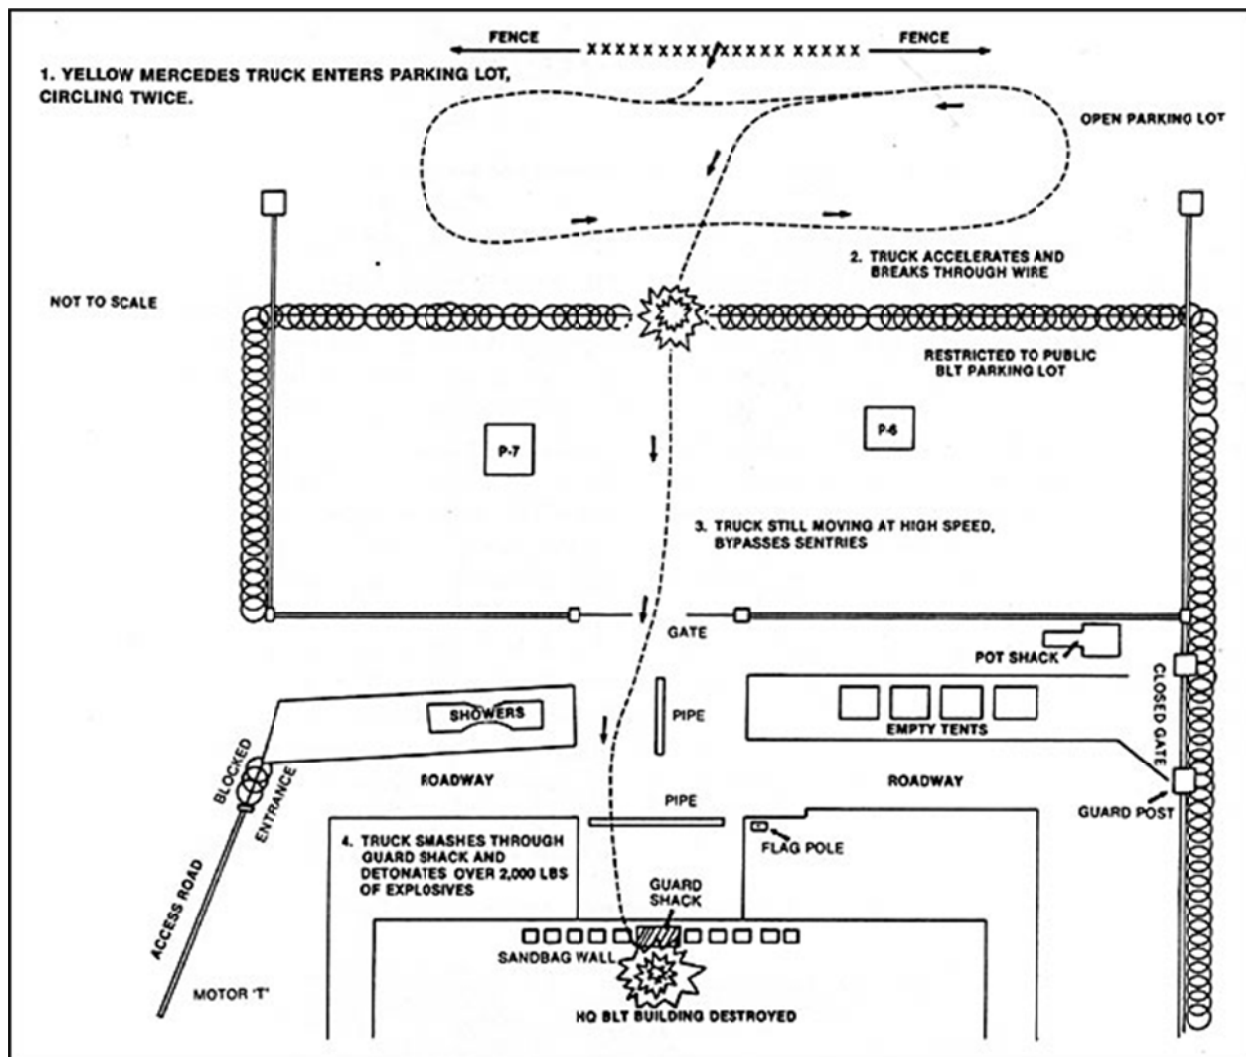 FENCE
XXXXXXXXXXXXXX XXXXX
FENCE
1. YELLOW MERCEDES TRUCK ENTERS PARKING LOT,
CIRCLING TWICE.
OPEN PARKING LOT
2. TRUCK ACCELERATES AND
BREAKS THROUGH WIRE
NOT TO SCALE
RESTRICTED TO PUBLIC
BLT PARKING LOT
P-7
P-6
3. TRUCK STILL MOVING AT HIGH SPEED,
BYPASSES SENTRIES
GATE
POT SHACK
CLOSED GATE
SHOWERS
PIPE
EMPTY TENTS
BLOCKED
ENTRANCE
ROADWAY
ROADWAY
PIPE
GUARD POST
4. TRUCK SMASHES THROUGH
GUARD SHACK AND
DETONATES OVER 2,000 LBS
OF EXPLOSIVES
FLAG POLE
GUARD
SHACK
ACCESS ROAD
SANDBAG WALL
MOTOR 'T'
HQ BLT BUILDING DESTROYED